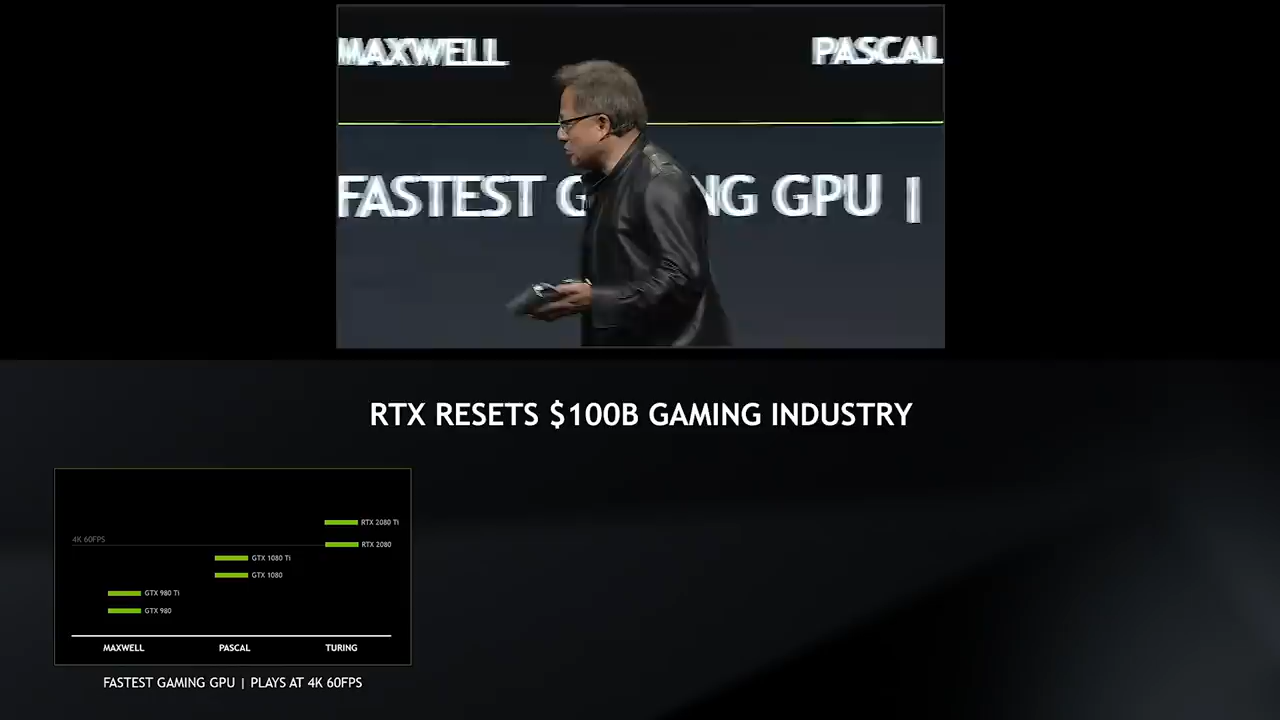 MAXWELL PASCAL
FASTEST G NG GPU |
RTX RESETS $100B GAMING INDUSTRY
RTX 2080 Ti
4K 60FPS
RTX 2080
GTX 1080 Ti
GTX 1080
GTX 980 Ti
GTX 980
MAXWELL PASCAL TURING
FASTEST GAMING GPU | PLAYS AT 4K 60FPS